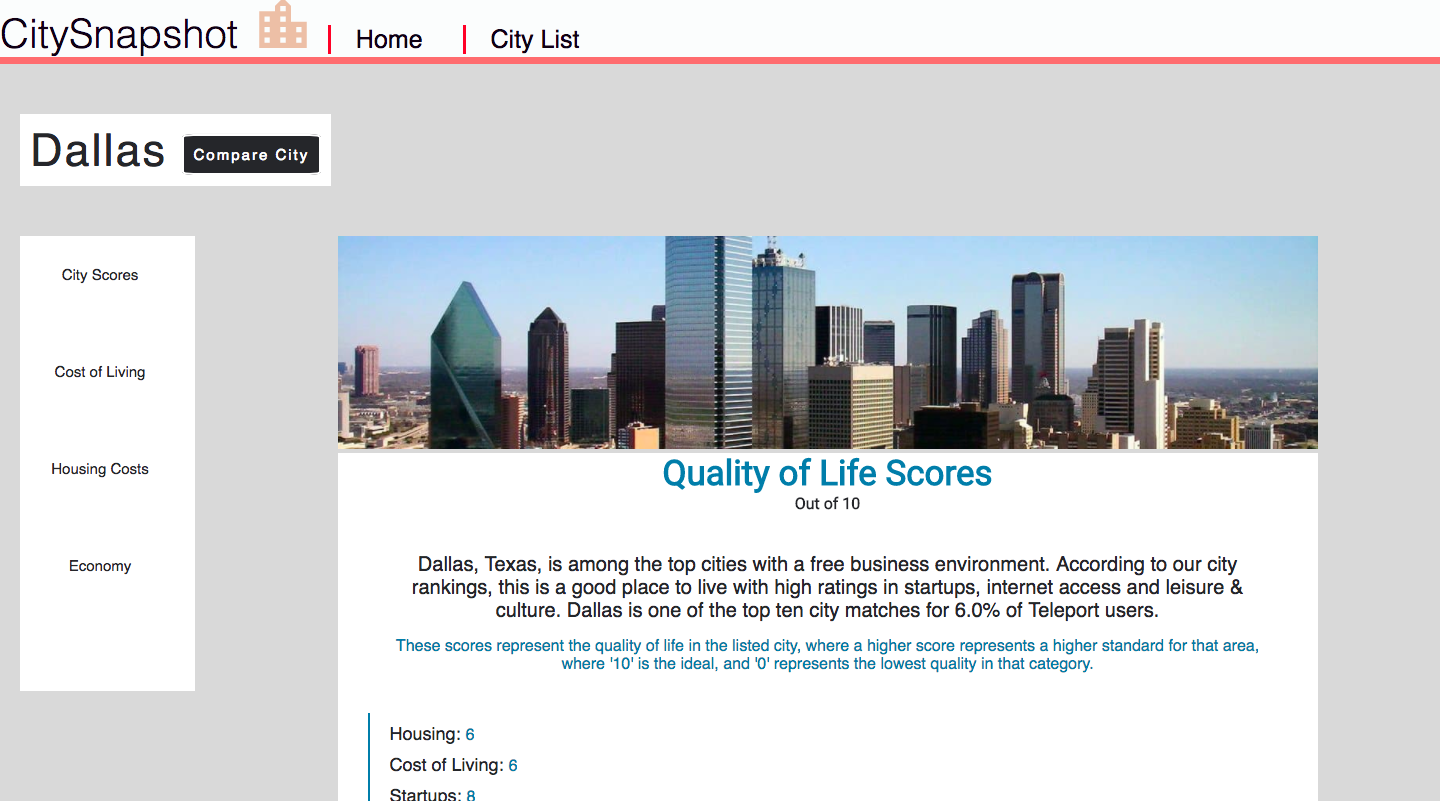 CitySnapshot
Home
City List
Dallas
Compare City
City Scores
Cost of Living
Housing Costs
Economy
Quality of Life Scores
Out of 10
Dallas, Texas, is among the top cities with a free business environment. According to our city
rankings, this is a good place to live with high ratings in startups, internet access and leisure &
culture. Dallas is one of the top ten city matches for 6.0% of Teleport users.
These scores represent the quality of life in the listed city, where a higher score represents a higher standard for that area,
where '10' is the ideal, and '0' represents the lowest quality in that category.
Housing: 6
Cost of Living: 6
Startups: 8